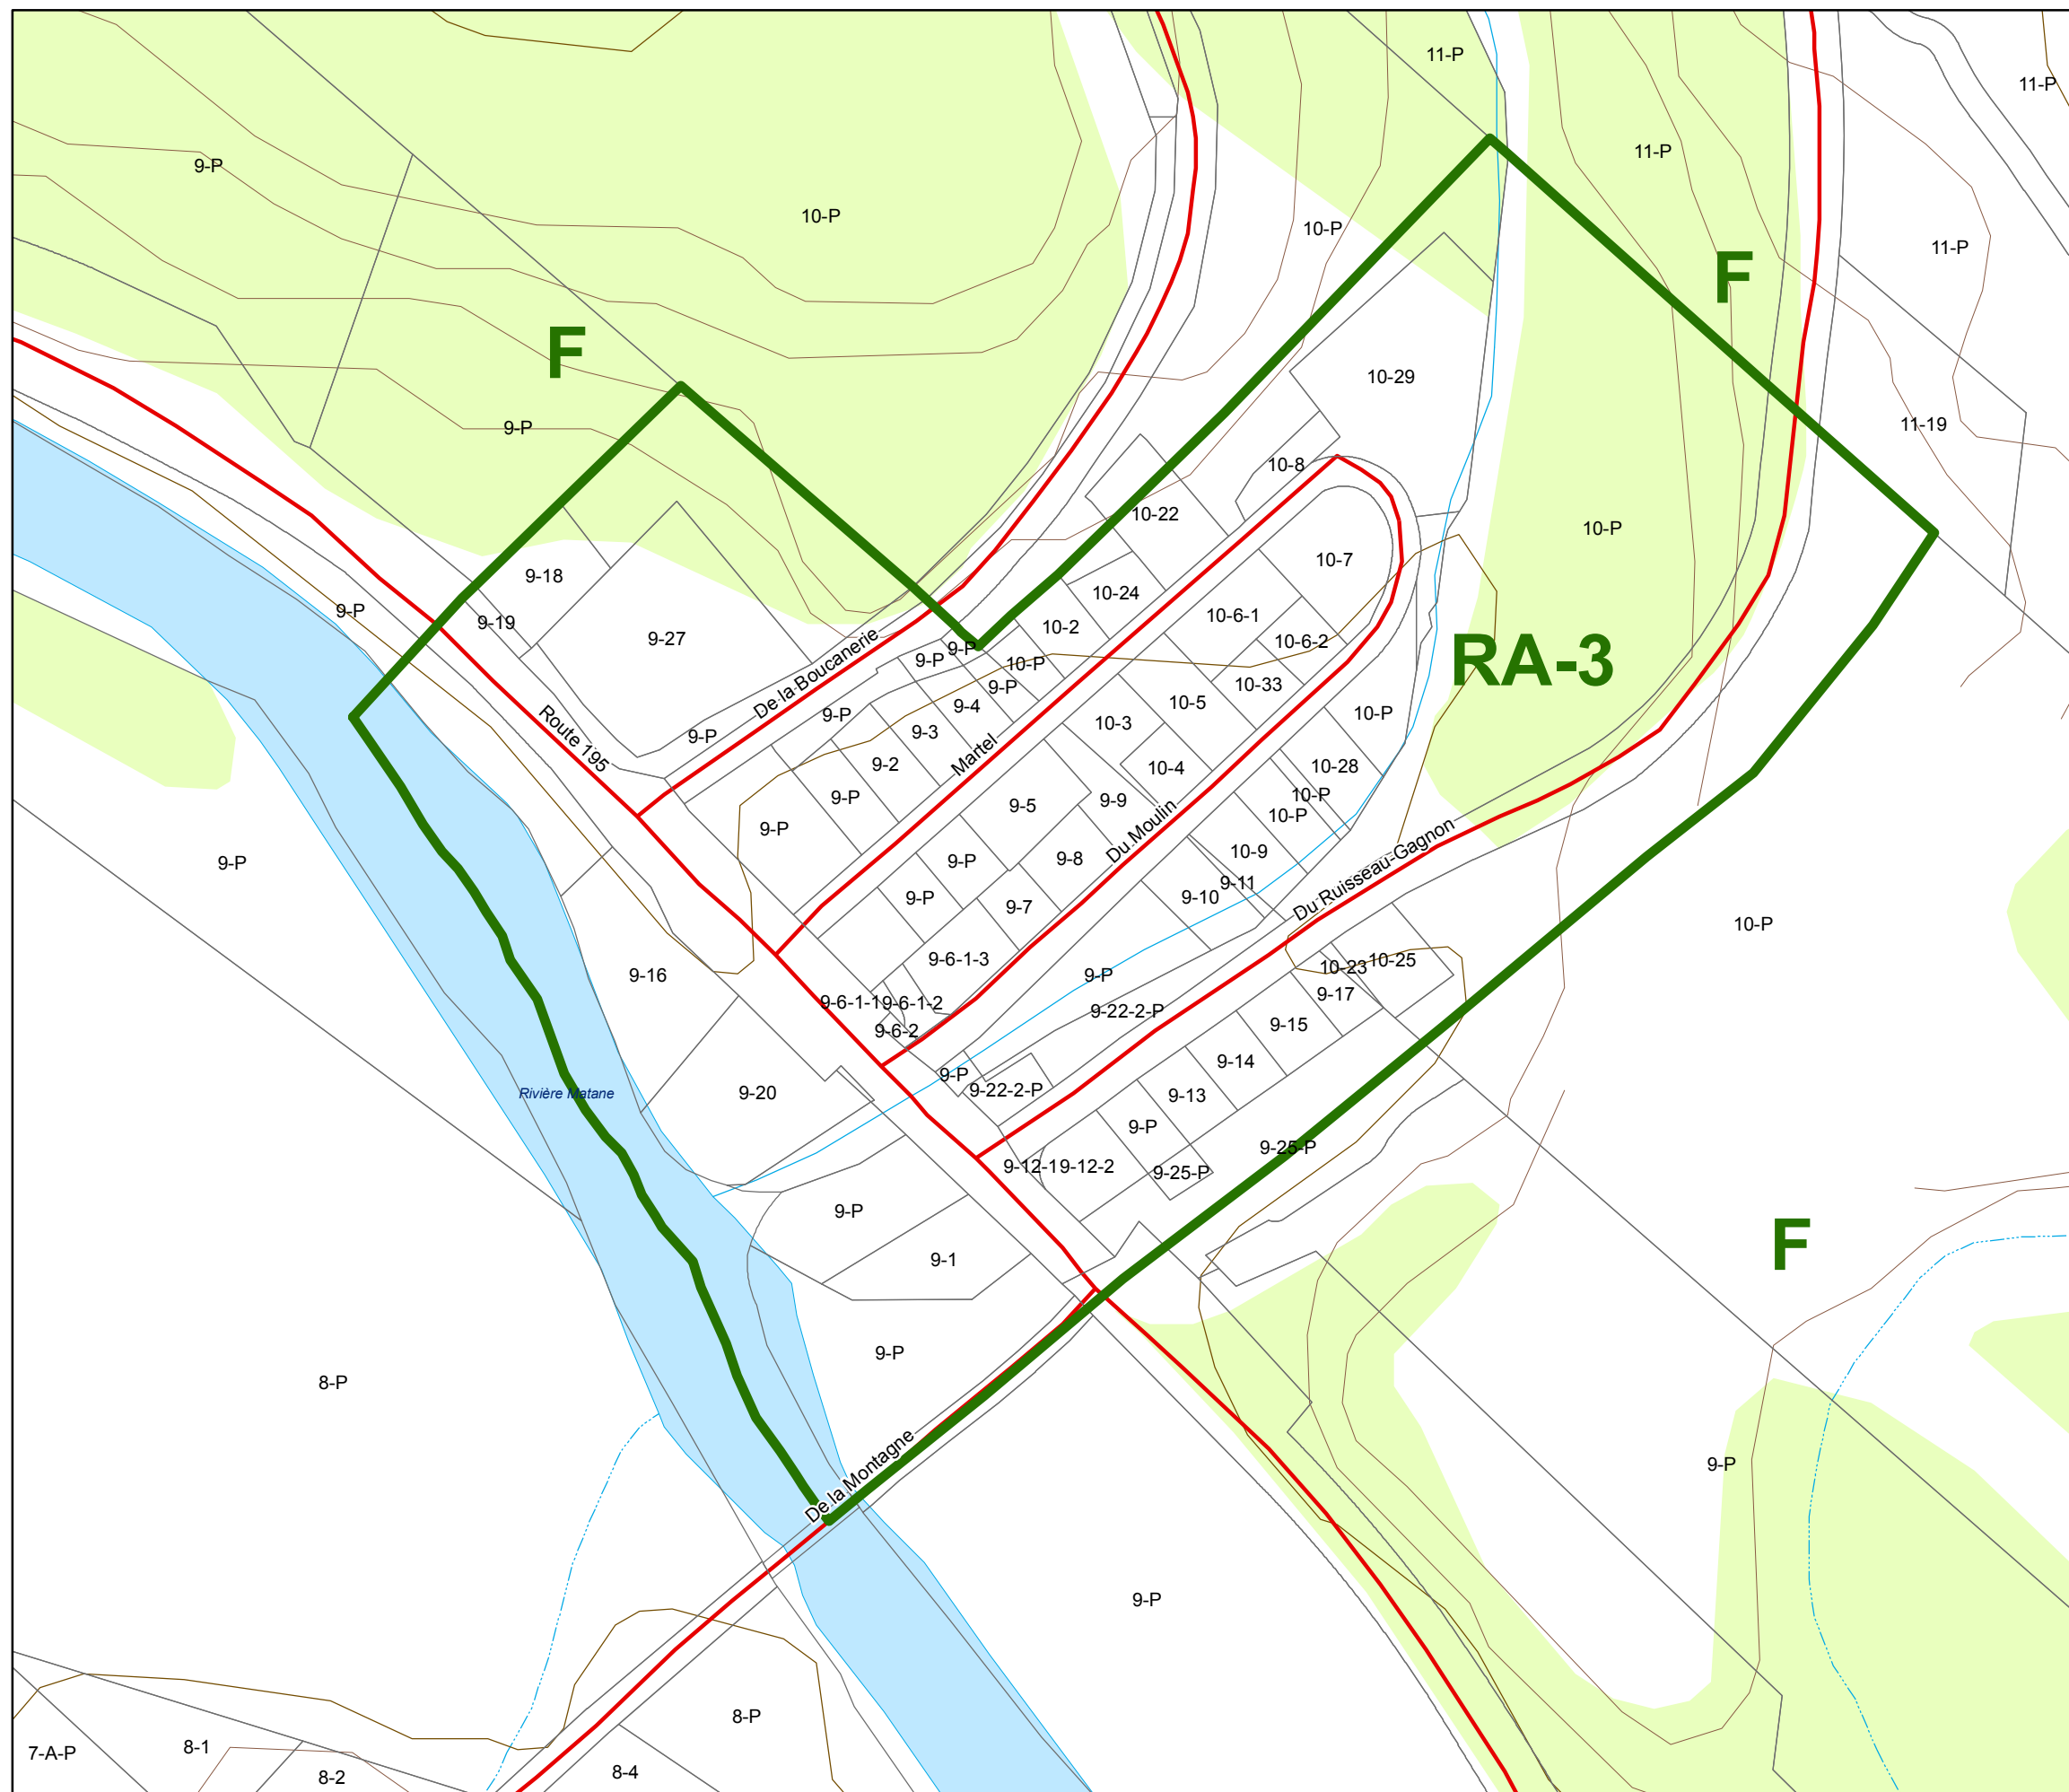 11-P
11-P
11-P
9-P
10-P
10-P
11-P
F
F
10-29
9-P
11-19
10-8
10-22
10-P
10-7
9-18
10-24
9-P
9-19
9-27
10-6-1
10-2
10-6-2
9-P
9-P
10-P
RA-3
De la Boucanerie
9-P
10-33
10-5
9-4
9-P
10-P
10-3
9-3
Route 195
9-P
Martel
9-2
10-4
10-28
10-P
9-P
9-5
9-9
10-P
9-P
Du Moulin
10-9
9-8
9-P
9-P
Du Ruisseau-Gagnon
9-11
9-10
9-P
9-7
10-P
9-6-1-3
10-25
10-23
9-P
9-16
9-17
9-6-1-1
9-6-1-2
9-22-2-P
9-15
9-6-2
9-14
9-P
9-22-2-P
9-20
Rivière Matane
9-13
9-P
9-25-P
9-12-1
9-12-2
9-25-P
9-P
F
9-1
9-P
8-P
De la Montagne
9-P
9-P
8-P
8-1
7-A-P
8-4
8-2